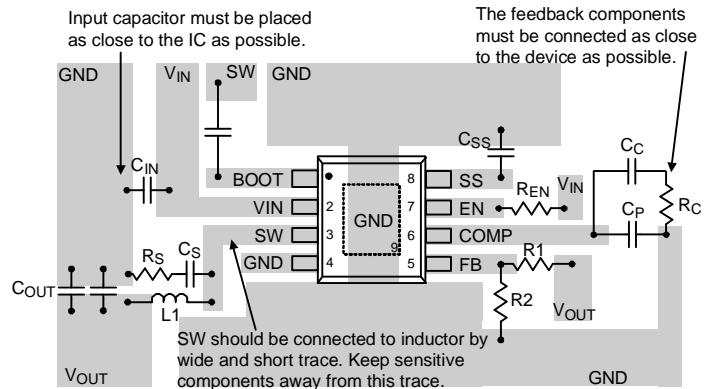 Input capacitor must be placed
as close to the IC as possible.
The feedback components
must be connected as close
to the device as possible.
GND
VIN
SW
GND
CSS
CC
CIN
BOOT
8
SS
REN
VIN
RC
VIN
2
7
EN
CP
GND
SW
3
6
COMP
RS
CS
9
GND
4
5
FB
R1
COUT
L1
R2
VOUT
SW should be connected to inductor by
wide and short trace. Keep sensitive
components away from this trace.
VOUT
GND